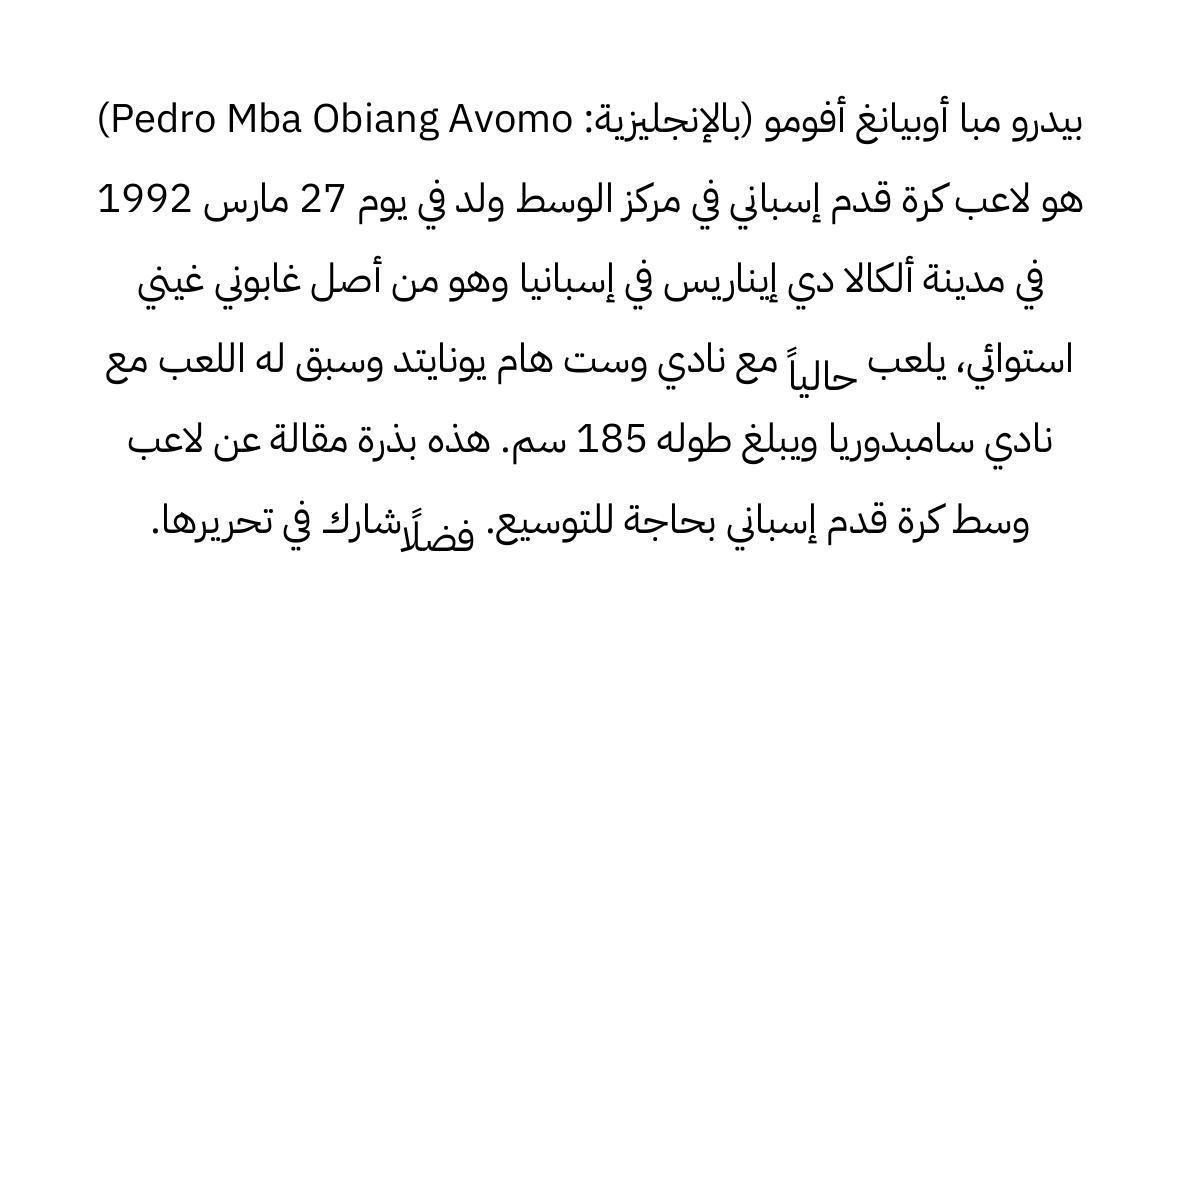 بيدرو مبا أوبيانغ أفومو (بالإنجليزية: Pedro Mba Obiang Avomo)
هو لاعب كرة قدم إسباني في مركز الوسط ولد في يوم 27 مارس 1992
في مدينة ألكالا دي إيناريس في إسبانيا وهو من أصل غابوني غيني
استوائي، يلعب حالياً مع نادي وست هام يونايتد وسبق له اللعب مع
نادي سامبدوريا ويبلغ طوله 185 سم. هذه بذرة مقالة عن لاعب
وسط كرة قدم إسباني بحاجة للتوسيع. فضلًا شارك في تحريرها.